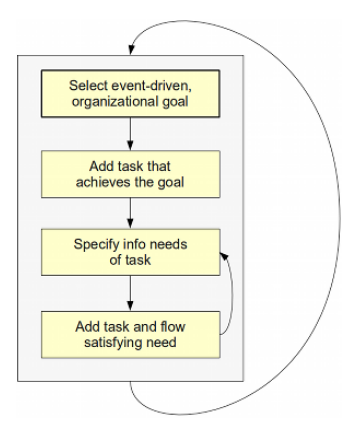 Select event-driven,
organizational goal
Add task that
achieves the goal
Specify info needs
of task
Add task and flow
satisfying need